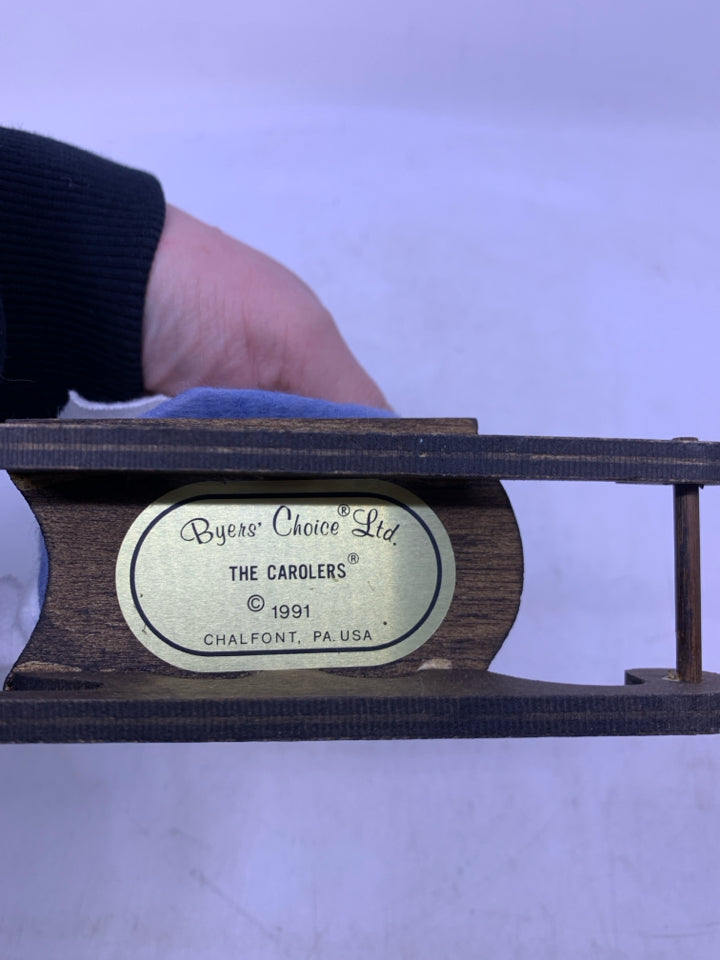 Byers' Choice® Ltd.
THE CAROLERS®
© 1991
CHALFONT, PA. USA